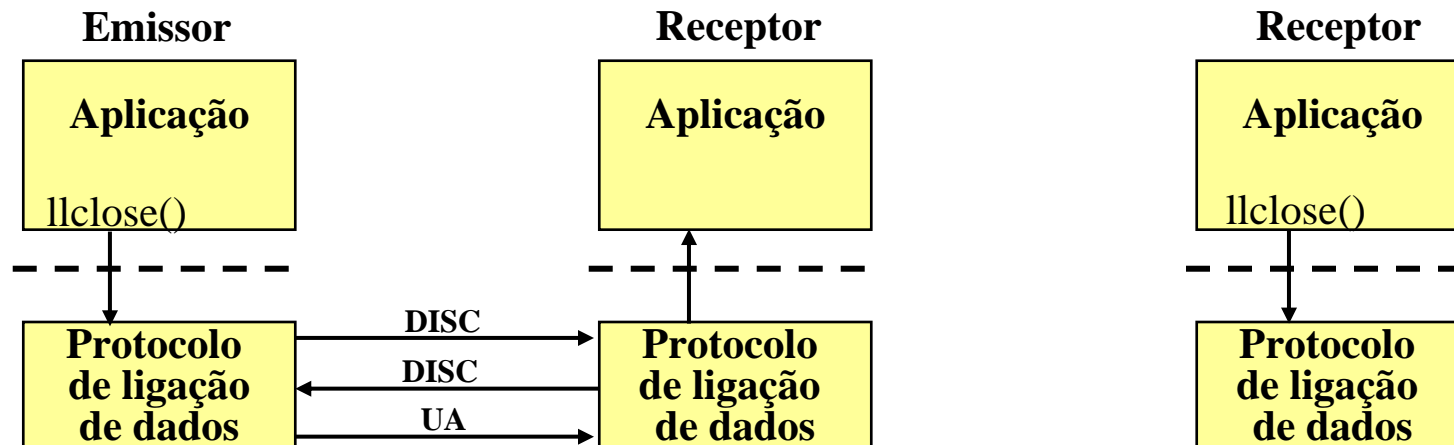 Emissor
Receptor
Receptor
Aplicação
Aplicação
Aplicação
llclose()
llclose()
DISC
DISC
UA
Protocolo
de ligação
de dados
Protocolo
de ligação
de dados
Protocolo
de ligação
de dados